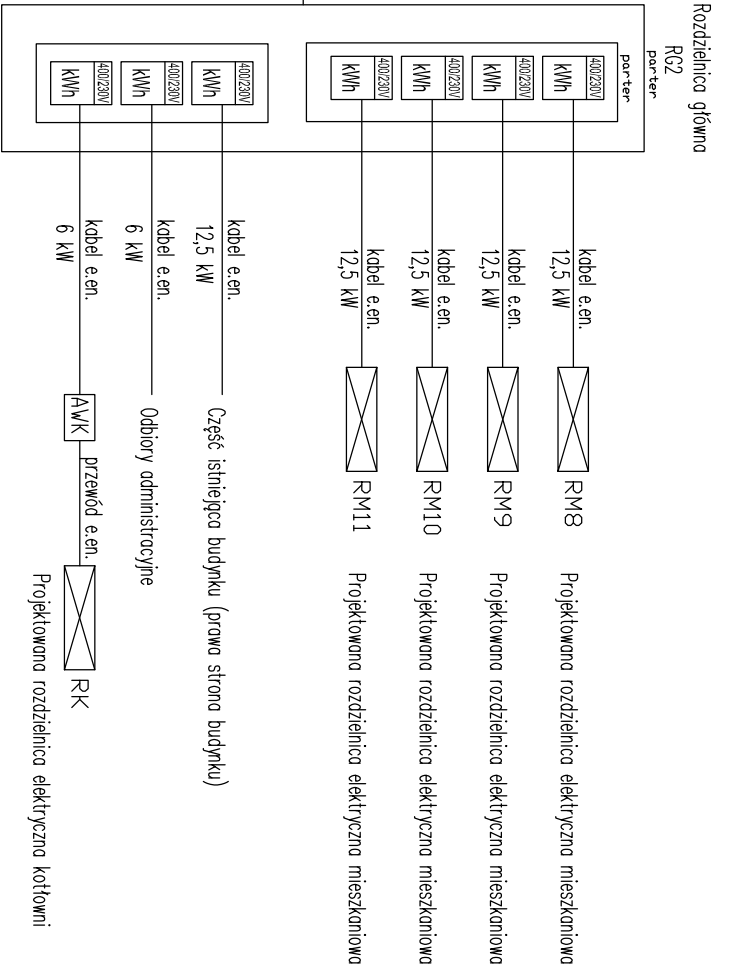 Rozdzielnica główna
RG2
parter
parter
400/230V
kWh
kabel e.en.
12,5 kW
RM8
Projektowana rozdzielnica elektryczna mieszkaniowa
400/230V
kWh
kabel e.en.
12,5 kW
RM9
Projektowana rozdzielnica elektryczna mieszkaniowa
400/230V
kWh
kabel e.en.
12,5 kW
RM10
Projektowana rozdzielnica elektryczna mieszkaniowa
400/230V
kWh
kabel e.en.
12,5 kW
RM11
Projektowana rozdzielnica elektryczna mieszkaniowa
400/230V
kWh
kabel e.en.
12,5 kW
Część istniejąca budynku (prawa strona budynku)
400/230V
kWh
kabel e.en.
6 kW
Odbiory administracyjne
400/230V
kWh
kabel e.en.
6 kW
AWK
przewód e.en.
RK
Projektowana rozdzielnica elektryczna kotłowni